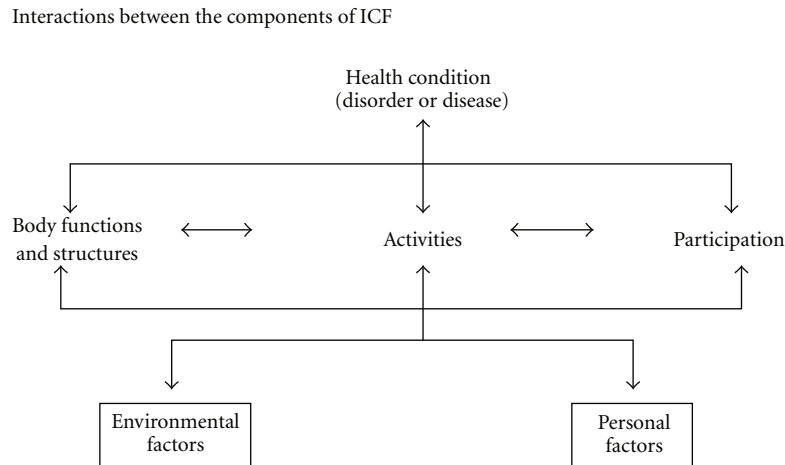 Interactions between the components of ICF
Health condition
(disorder or disease)
Body functions
and structures
Activities
Participation
Environmental
factors
Personal
factors